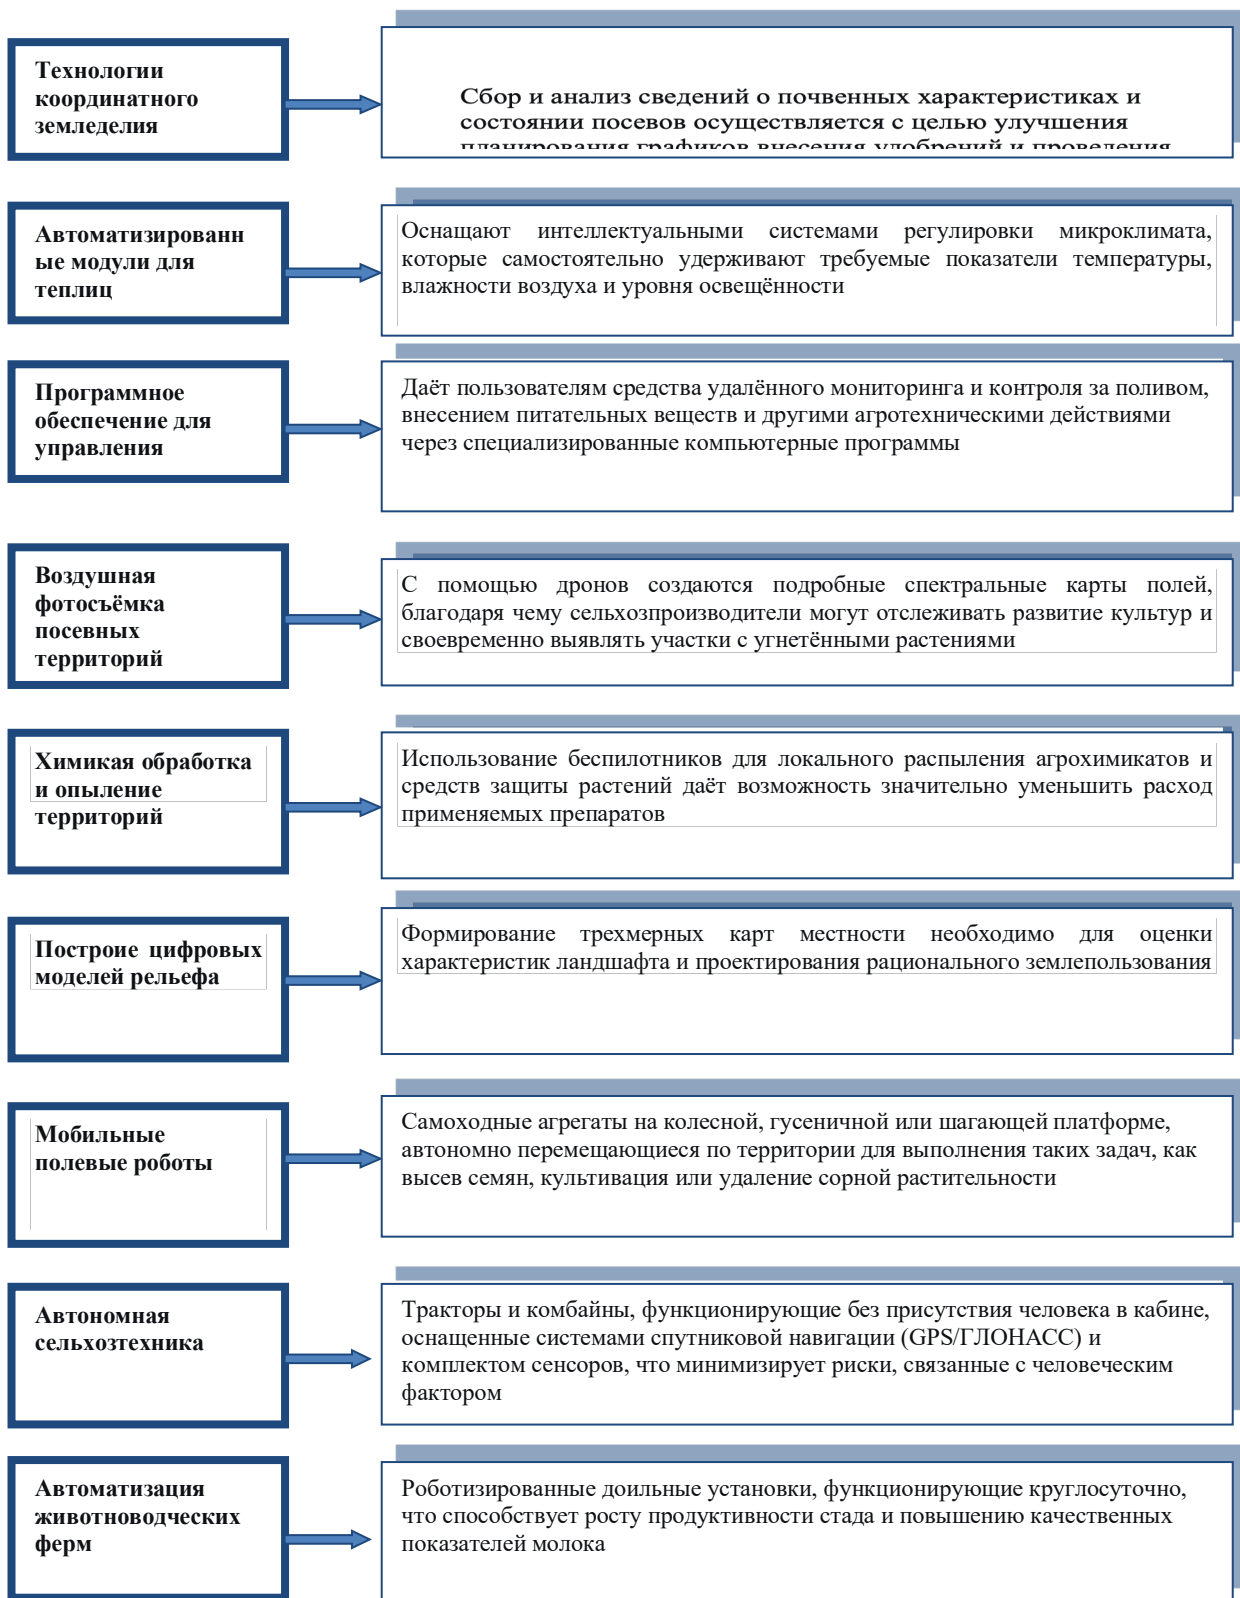 Технологии
координатного
земледелия
Сбор и анализ сведений о почвенных характеристиках и
состоянии посевов осуществляется с целью улучшения
планирования графиков внесения удобрений и проведения
Автоматизированн
ые модули для
теплиц
Оснащают интеллектуальными системами регулировки микроклимата,
которые самостоятельно удерживают требуемые показатели температуры,
влажности воздуха и уровня освещённости
Программное
обеспечение для
управления
Даёт пользователям средства удалённого мониторинга и контроля за поливом,
внесением питательных веществ и другими агротехническими действиями
через специализированные компьютерные программы
Воздушная
фотосъёмка
посевных
территорий
С помощью дронов создаются подробные спектральные карты полей,
благодаря чему сельхозпроизводители могут отслеживать развитие культур и
своевременно выявлять участки с угнетёнными растениями
Химикая обработка
и опыление
территорий
Использование беспилотников для локального распыления агрохимикатов и
средств защиты растений даёт возможность значительно уменьшить расход
применяемых препаратов
Построие цифровых
моделей рельефа
Формирование трехмерных карт местности необходимо для оценки
характеристик ландшафта и проектирования рационального землепользования
Мобильные
полевые роботы
Самоходные агрегаты на колесной, гусеничной или шагающей платформе,
автономно перемещающиеся по территории для выполнения таких задач, как
высев семян, культивация или удаление сорной растительности
Автономная
сельхозтехника
Тракторы и комбайны, функционирующие без присутствия человека в кабине,
оснащенные системами спутниковой навигации (GPS/ГЛОНАСС) и
комплектом сенсоров, что минимизирует риски, связанные с человеческим
фактором
Автоматизация
животноводческих
ферм
Роботизированные доильные установки, функционирующие круглосуточно,
что способствует росту продуктивности стада и повышению качественных
показателей молока